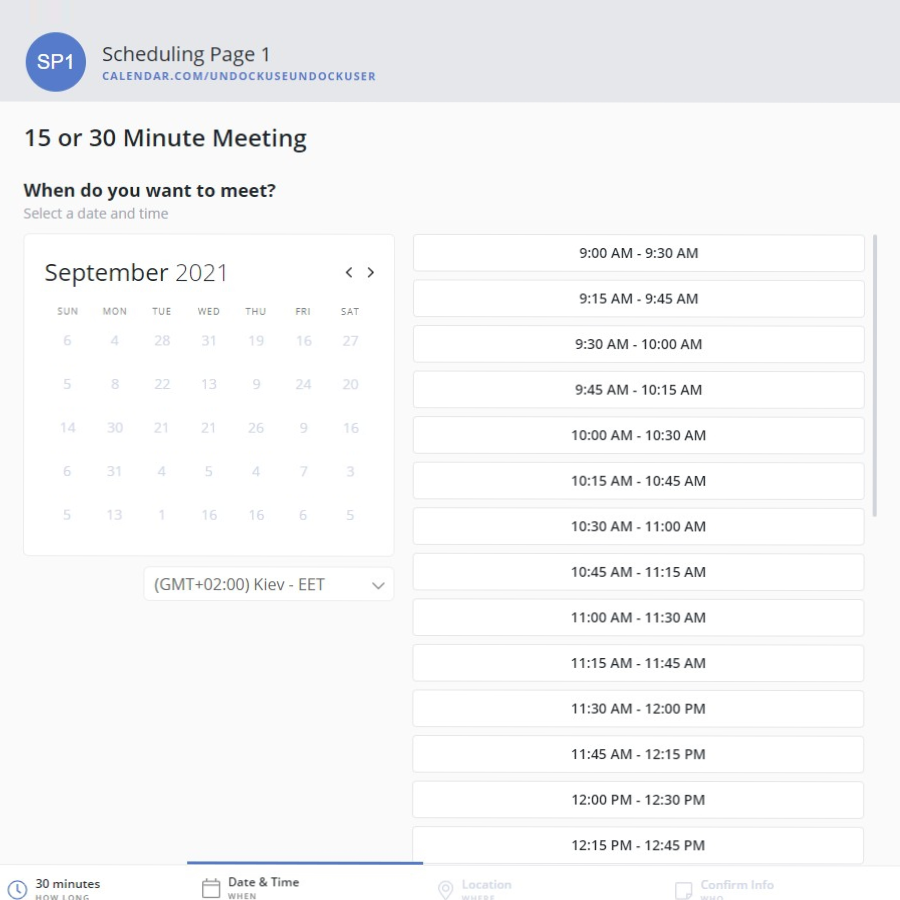 SP1
Scheduling Page 1
CALENDAR.COM/UNDOCKUSEUNDOCKUSER
15 or 30 Minute Meeting
When do you want to meet?
Select a date and time
September 2021
SUN MON TUE WED THU FRI SAT
6 4 28 31 19 16 27
5 8 22 13 9 24 20
14 30 21 21 26 9 16
6 31 4 5 4 7 3
5 13 1 16 16 6 5
(GMT+02:00) Kiev - EET
9:00 AM - 9:30 AM
9:15 AM - 9:45 AM
9:30 AM - 10:00 AM
9:45 AM - 10:15 AM
10:00 AM - 10:30 AM
10:15 AM - 10:45 AM
10:30 AM - 11:00 AM
10:45 AM - 11:15 AM
11:00 AM - 11:30 AM
11:15 AM - 11:45 AM
11:30 AM - 12:00 PM
11:45 AM - 12:15 PM
12:00 PM - 12:30 PM
12:15 PM - 12:45 PM
30 minutes
HOW LONG
Date & Time
WHEN
Location
WHERE
Confirm Info
WHO